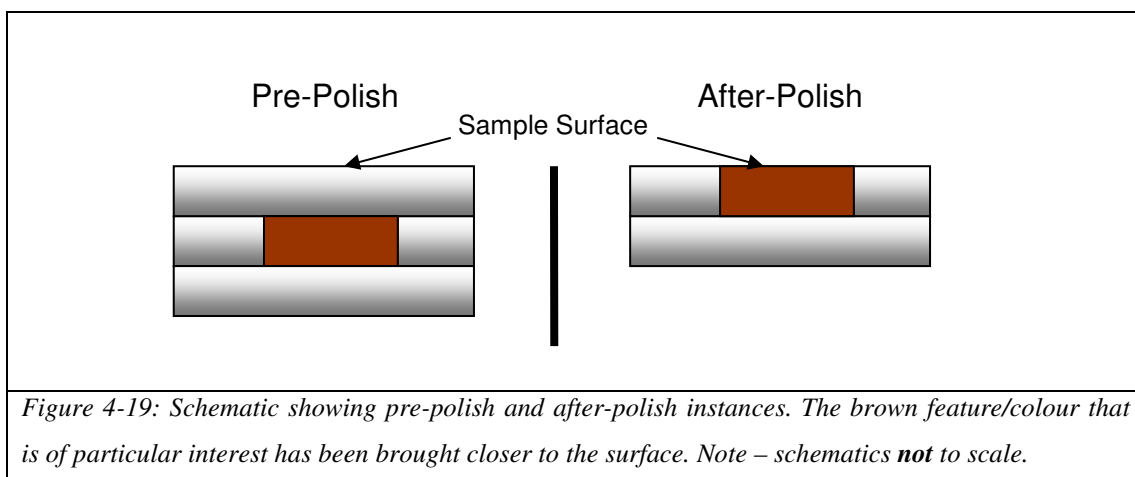 Pre-Polish
After-Polish
Sample Surface
Figure 4-19: Schematic showing pre-polish and after-polish instances. The brown feature/colour that
is of particular interest has been brought closer to the surface. Note – schematics not to scale.